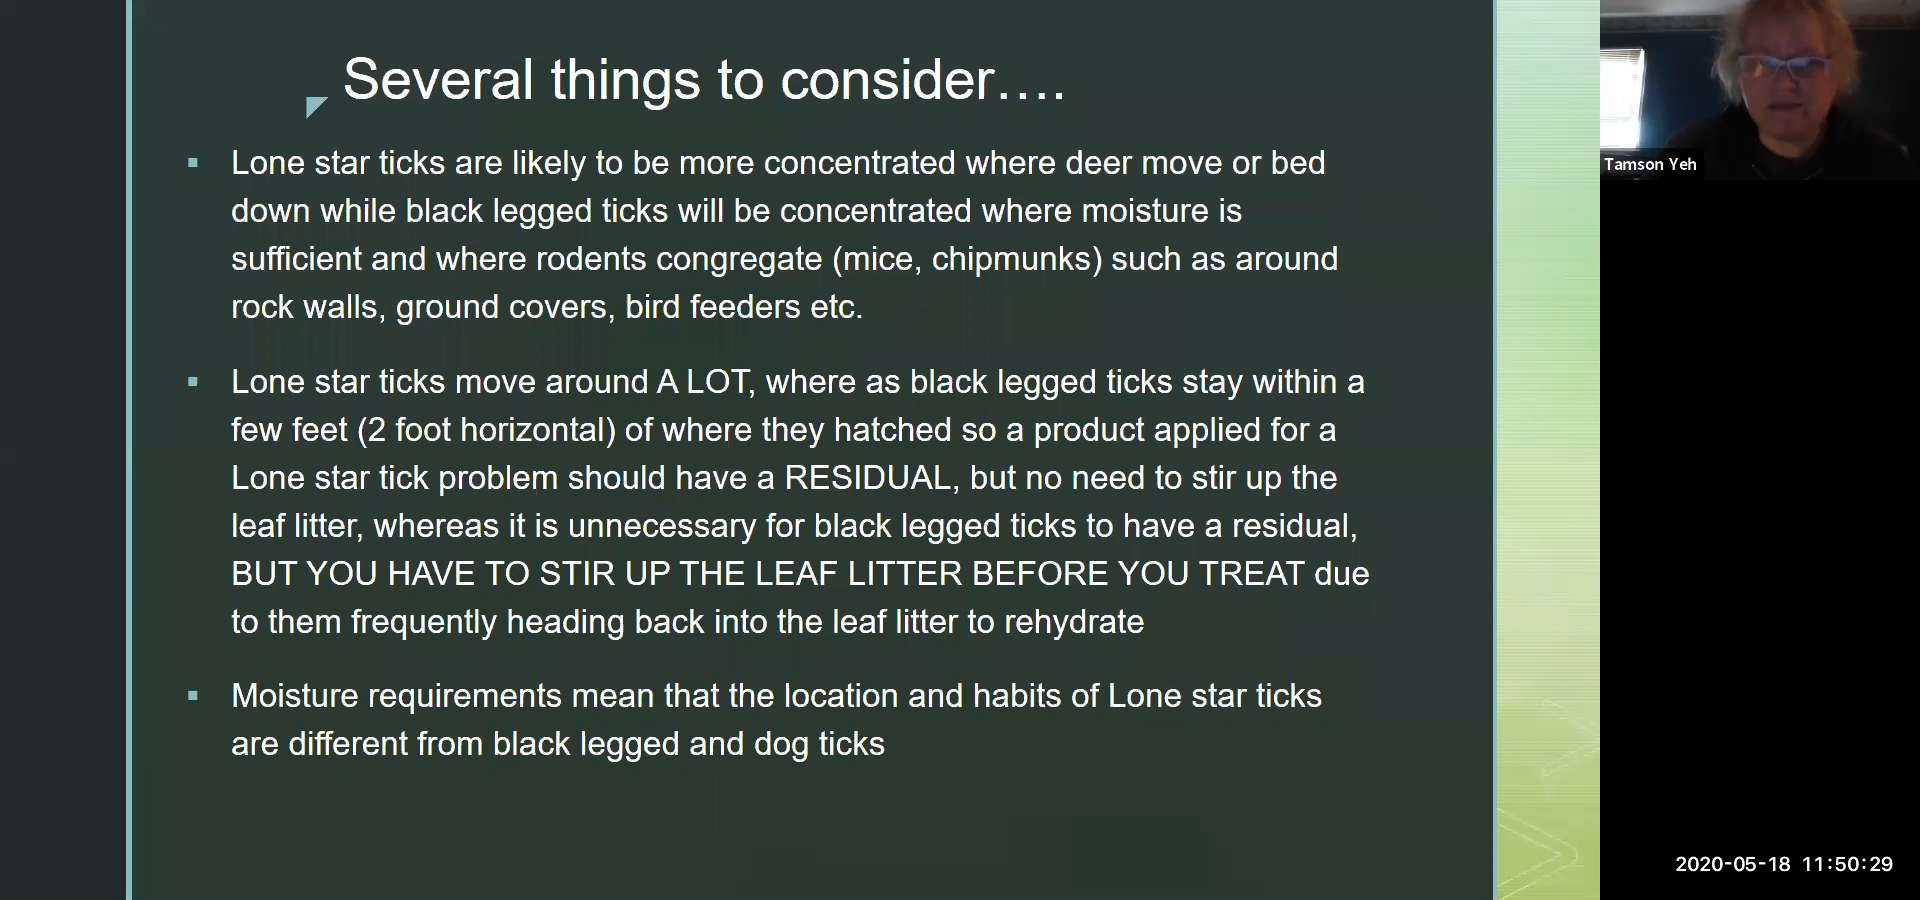 Several things to consider….
Lone star ticks are likely to be more concentrated where deer move or bed
down while black legged ticks will be concentrated where moisture is
sufficient and where rodents congregate (mice, chipmunks) such as around
rock walls, ground covers, bird feeders etc.
Lone star ticks move around A LOT, where as black legged ticks stay within a
few feet (2 foot horizontal) of where they hatched so a product applied for a
Lone star tick problem should have a RESIDUAL, but no need to stir up the
leaf litter, whereas it is unnecessary for black legged ticks to have a residual,
BUT YOU HAVE TO STIR UP THE LEAF LITTER BEFORE YOU TREAT due
to them frequently heading back into the leaf litter to rehydrate
Moisture requirements mean that the location and habits of Lone star ticks
are different from black legged and dog ticks
Tamson Yeh
2020-05-18 11:50:29